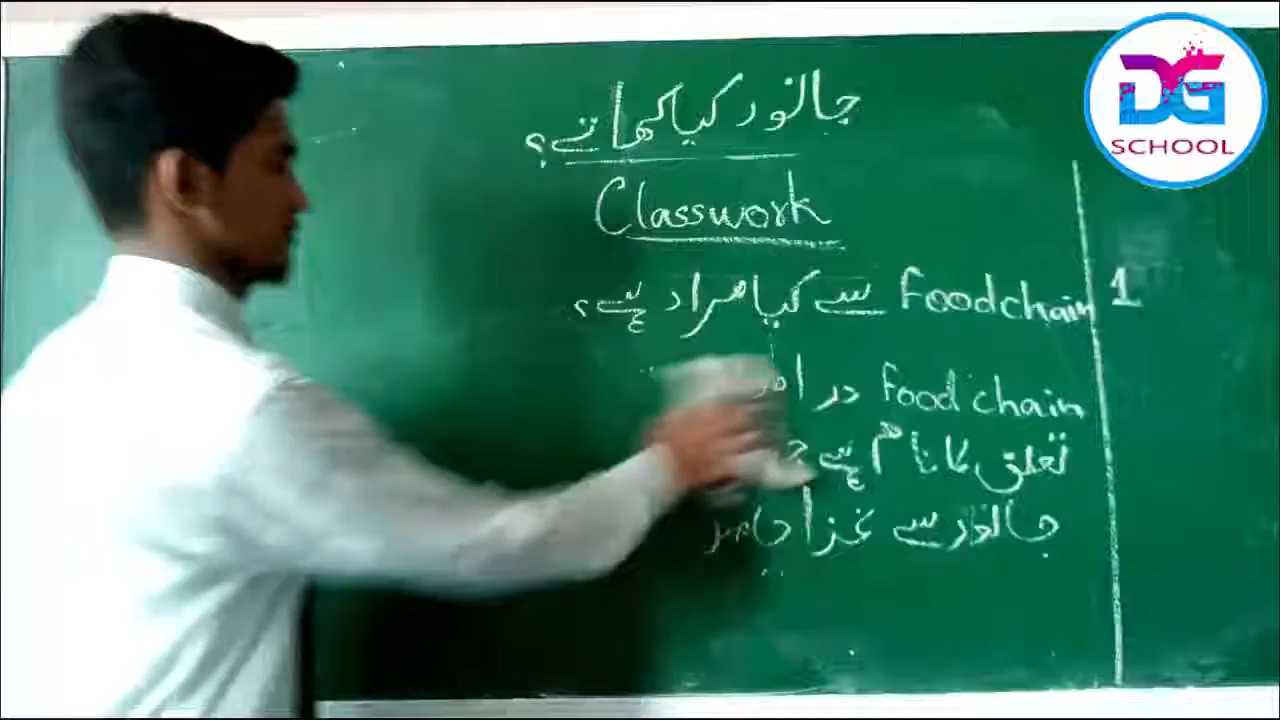 جانور کیا کھاتے؟
Classwork
1 Food chain سے کیا مراد ہے؟
Food chain در
تعلق کا نام ہے
جانور سے غذا حاصل
DG
SCHOOL